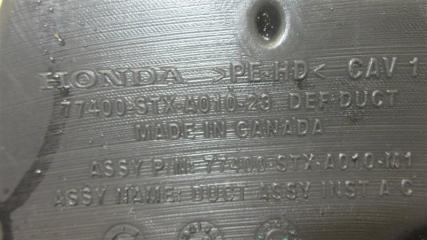 HONDA >PE-HD< CAV 1
77400-STX-A010-23 DEF DUCT
MADE IN CANADA
ASSY P/N: 77400-STX-A010-M1
ASSY NAME: DUCT ASSY INST A C